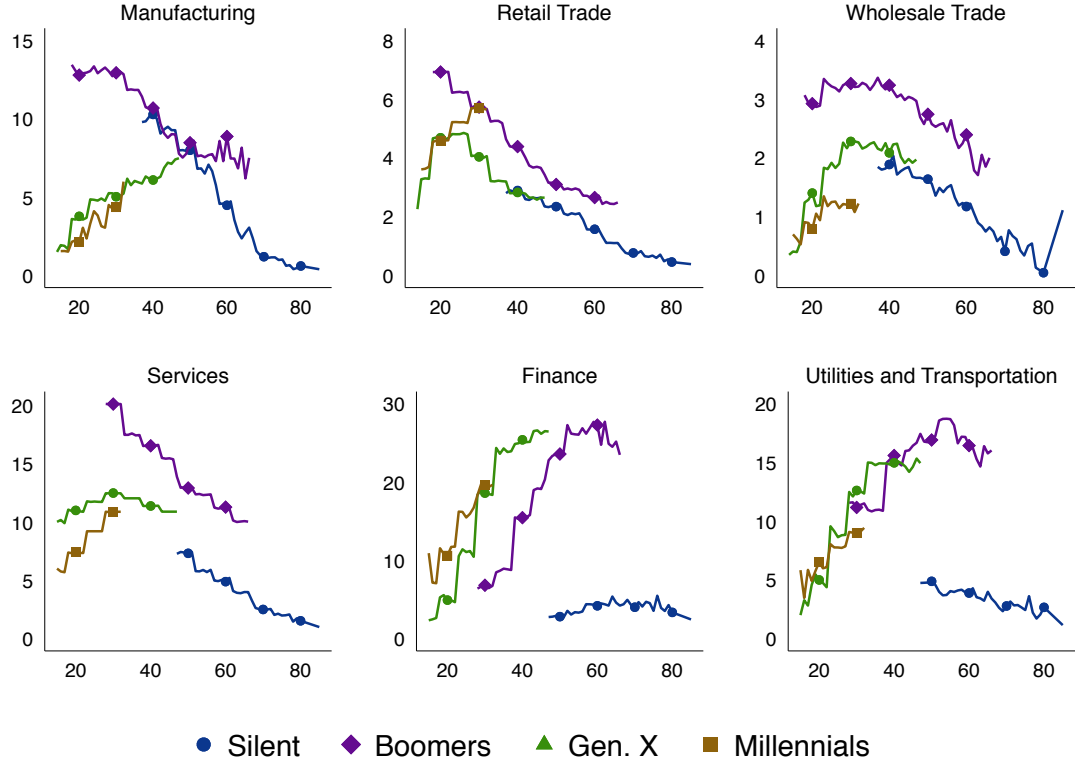 Manufacturing
15
10
5
0
20 40 60 80
Retail Trade
8
6
4
2
0
20 40 60 80
Wholesale Trade
4
3
2
1
0
20 40 60 80
Services
20
15
10
5
0
20 40 60 80
Finance
30
20
10
0
20 40 60 80
Utilities and Transportation
20
15
10
5
0
20 40 60 80
Silent Boomers Gen. X Millennials